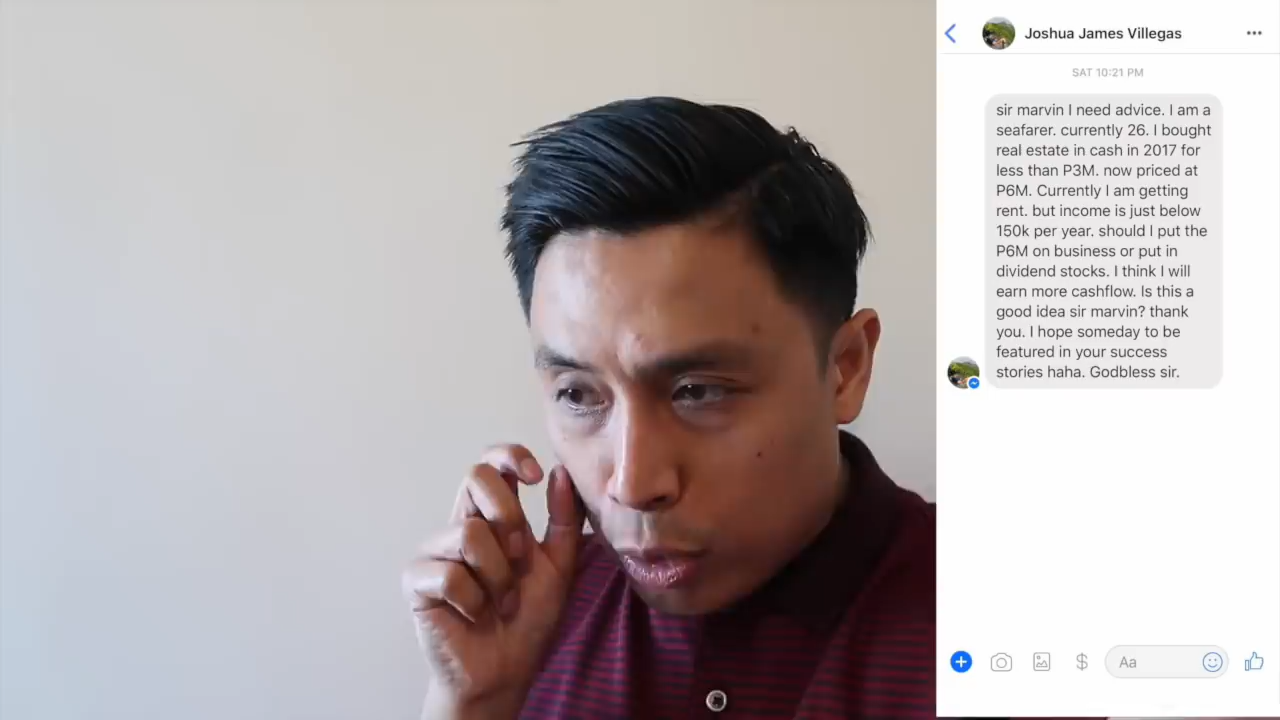 Joshua James Villegas
SAT 10:21 PM
sir marvin I need advice. I am a
seafarer. currently 26. I bought
real estate in cash in 2017 for
less than P3M. now priced at
P6M. Currently I am getting
rent. but income is just below
150k per year. should I put the
P6M on business or put in
dividend stocks. I think I will
earn more cashflow. Is this a
good idea sir marvin? thank
you. I hope someday to be
featured in your success
stories haha. Godbless sir.
Aa